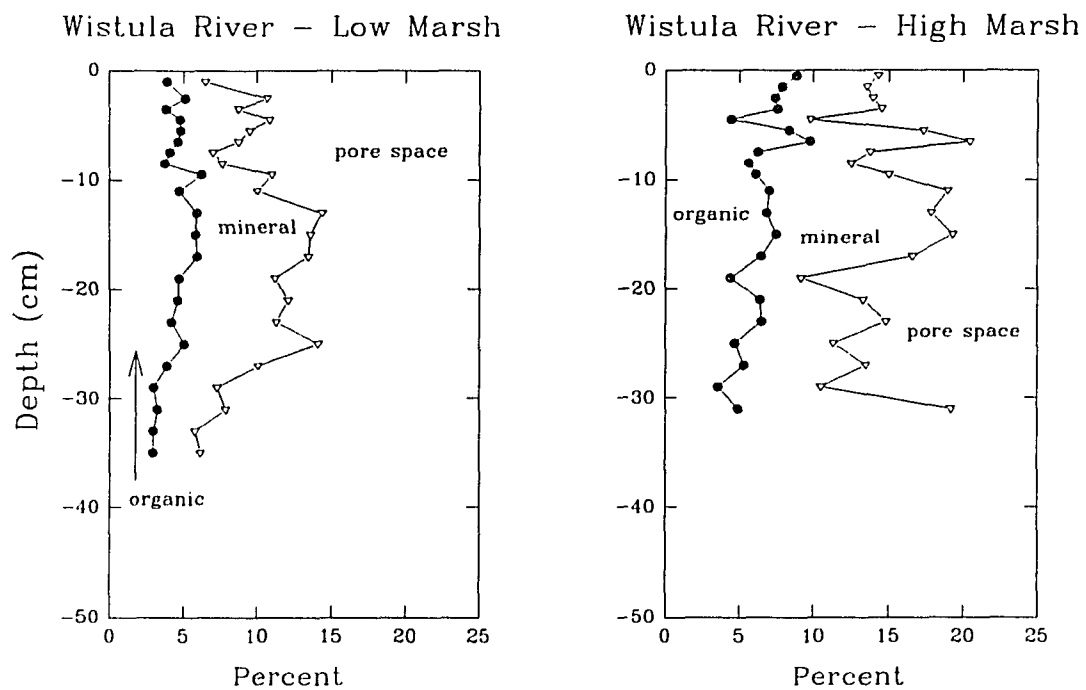 Wistula River – Low Marsh
0
-10
-20
-30
-40
-50
Depth (cm)
pore space
mineral
organic
0 5 10 15 20 25
Percent
Wistula River – High Marsh
0
-10
-20
-30
-40
-50
organic
mineral
pore space
0 5 10 15 20 25
Percent